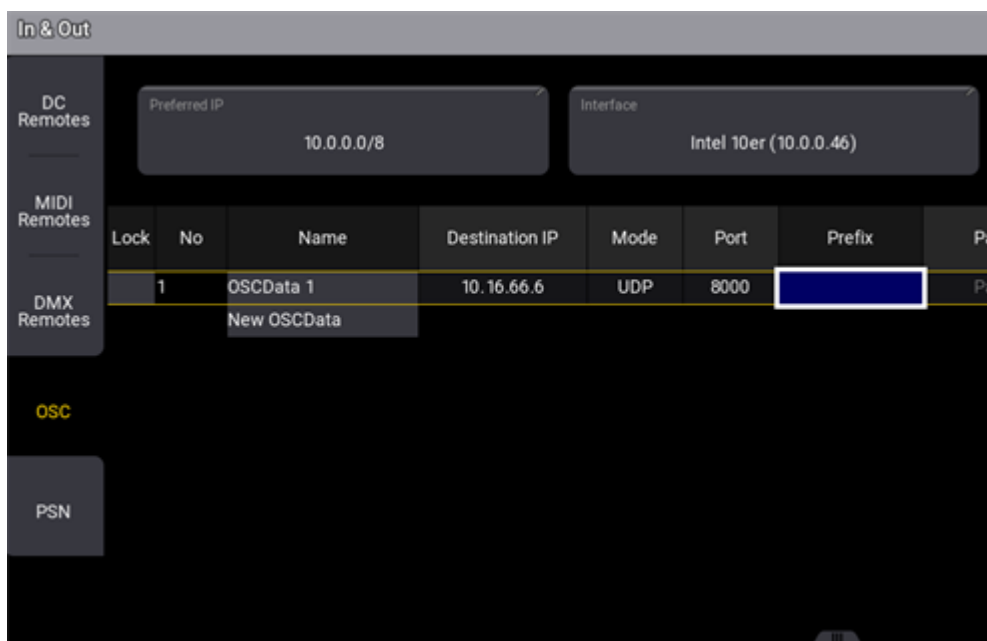 In & Out
DC
Remotes
MIDI
Remotes
DMX
Remotes
OSC
PSN
Preferred IP
10.0.0.0/8
Interface
Intel 10er (10.0.0.46)
Lock No Name Destination IP Mode Port Prefix
1 OSCData 1 10.16.66.6 UDP 8000
New OSCData